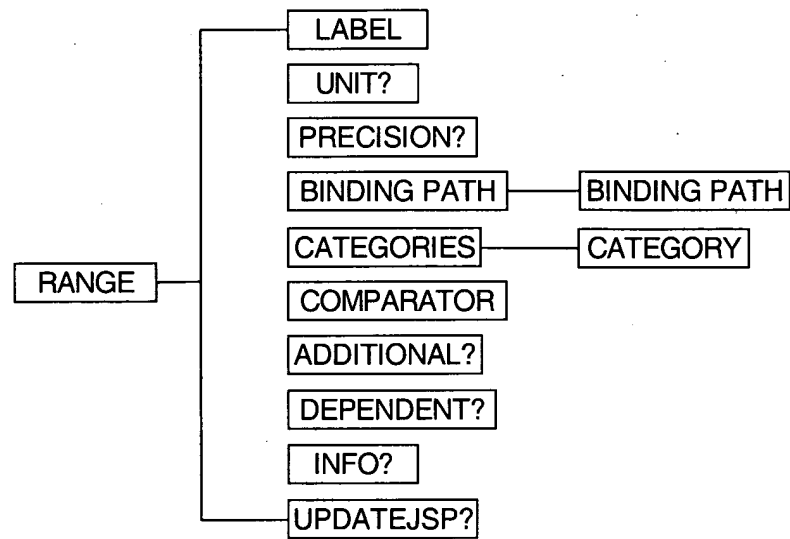 LABEL
UNIT?
PRECISION?
BINDING PATH BINDING PATH
CATEGORIES CATEGORY
RANGE
COMPARATOR
ADDITIONAL?
DEPENDENT?
INFO?
UPDATEJSP?